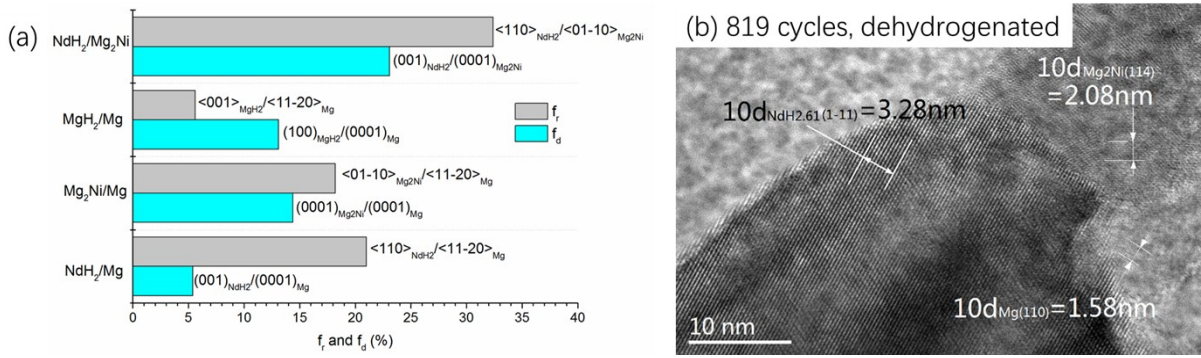 (a)
NdH2/Mg2Ni
<110>NdH2/<01-10>Mg2Ni
(001)NdH2/(0001)Mg2Ni
MgH2/Mg
<001>MgH2/<11-20>Mg
(100)MgH2/(0001)Mg
fr
fd
Mg2Ni/Mg
<01-10>Mg2Ni/<11-20>Mg
(0001)Mg2Ni/(0001)Mg
NdH2/Mg
<110>NdH2/<11-20>Mg
(001)NdH2/(0001)Mg
0 5 10 15 20 25 30 35 40
fr and fd (%)
(b) 819 cycles, dehydrogenated
10dMg2Ni(114)
=2.08nm
10dNdH2.61(1-11)=3.28nm
10dMg(110)=1.58nm
10 nm